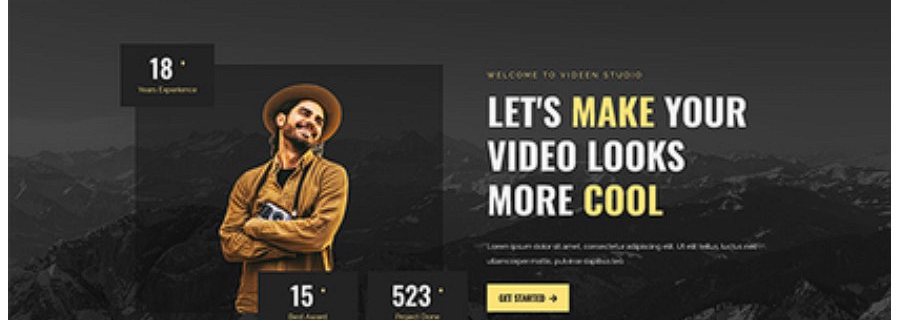 18
Years Experience
WELCOME TO VIDEEN STUDIO
LET'S MAKE YOUR
VIDEO LOOKS
MORE COOL
Lorem ipsum dolor sit amet, consectetur adipiscing elit. Ut elit tellus, luctus nec
ullamcorper mattis, pulvinar dapibus leo.
GET STARTED →
15
Best Award
523
Project Done